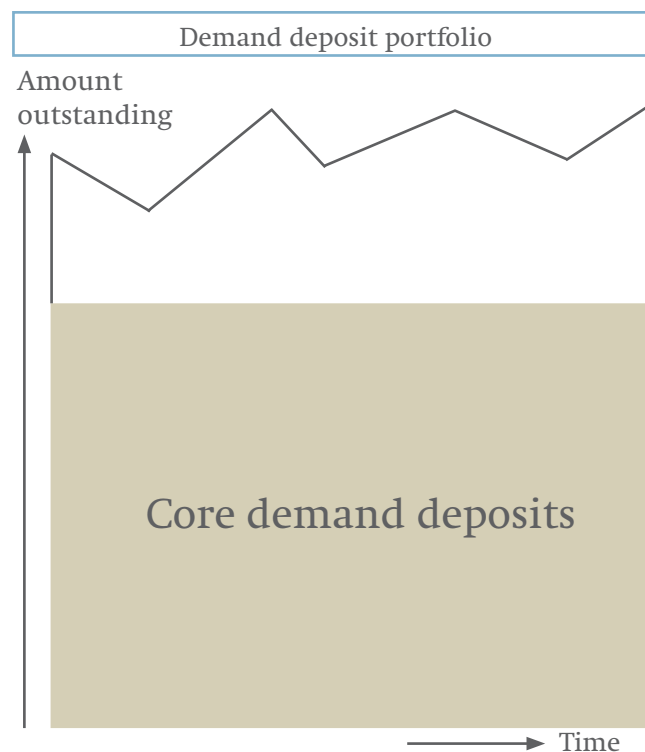 Demand deposit portfolio
Amount
outstanding
Core demand deposits
Time